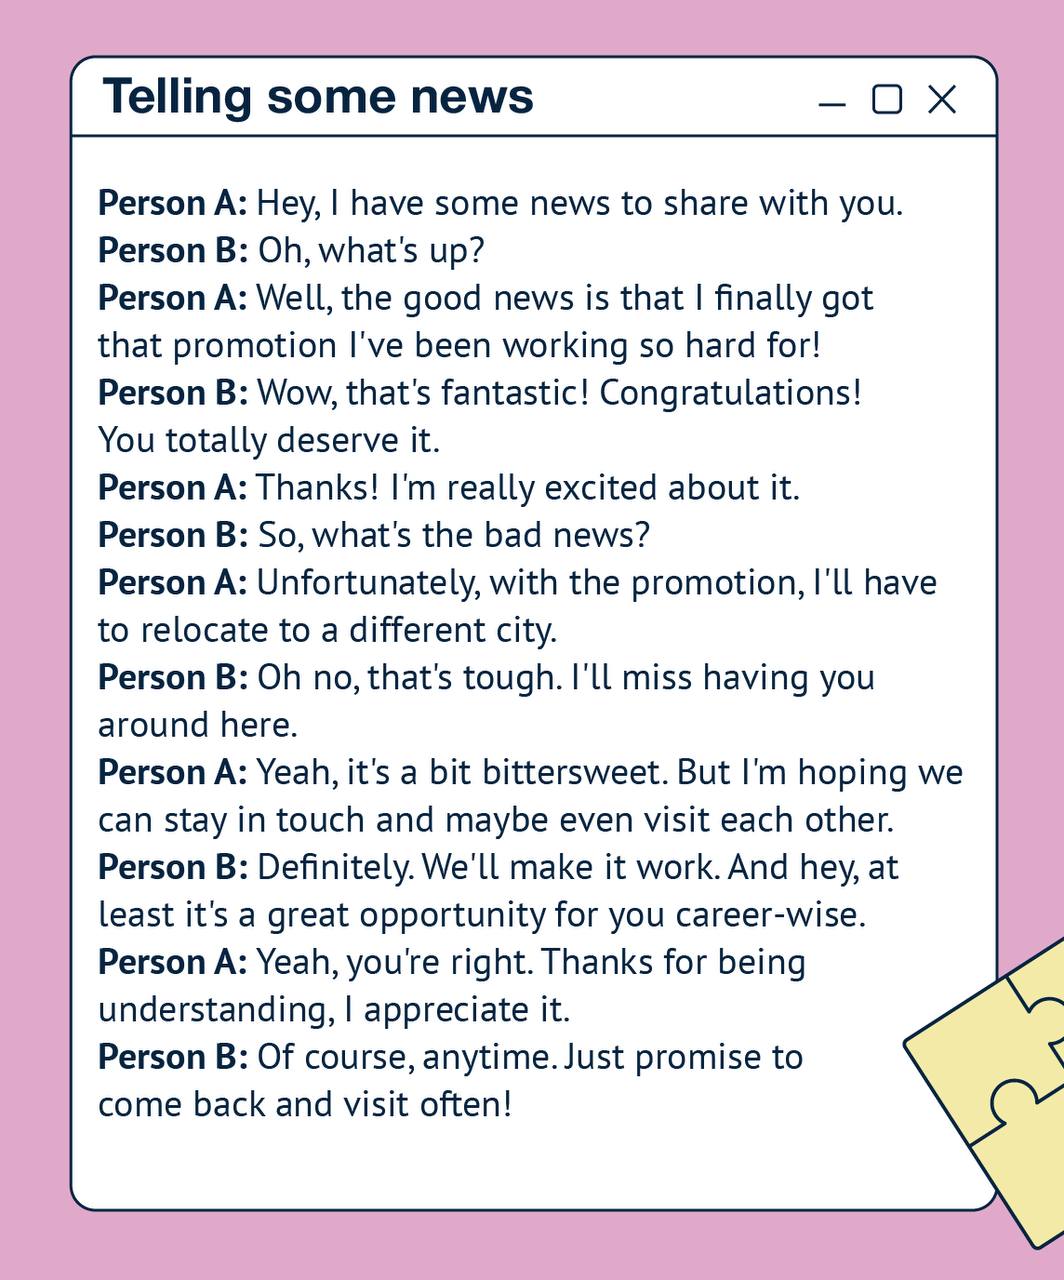 Telling some news
Person A: Hey, I have some news to share with you.
Person B: Oh, what's up?
Person A: Well, the good news is that I finally got
that promotion I've been working so hard for!
Person B: Wow, that's fantastic! Congratulations!
You totally deserve it.
Person A: Thanks! I'm really excited about it.
Person B: So, what's the bad news?
Person A: Unfortunately, with the promotion, I'll have
to relocate to a different city.
Person B: Oh no, that's tough. I'll miss having you
around here.
Person A: Yeah, it's a bit bittersweet. But I'm hoping we
can stay in touch and maybe even visit each other.
Person B: Definitely. We'll make it work. And hey, at
least it's a great opportunity for you career-wise.
Person A: Yeah, you're right. Thanks for being
understanding, I appreciate it.
Person B: Of course, anytime. Just promise to
come back and visit often!